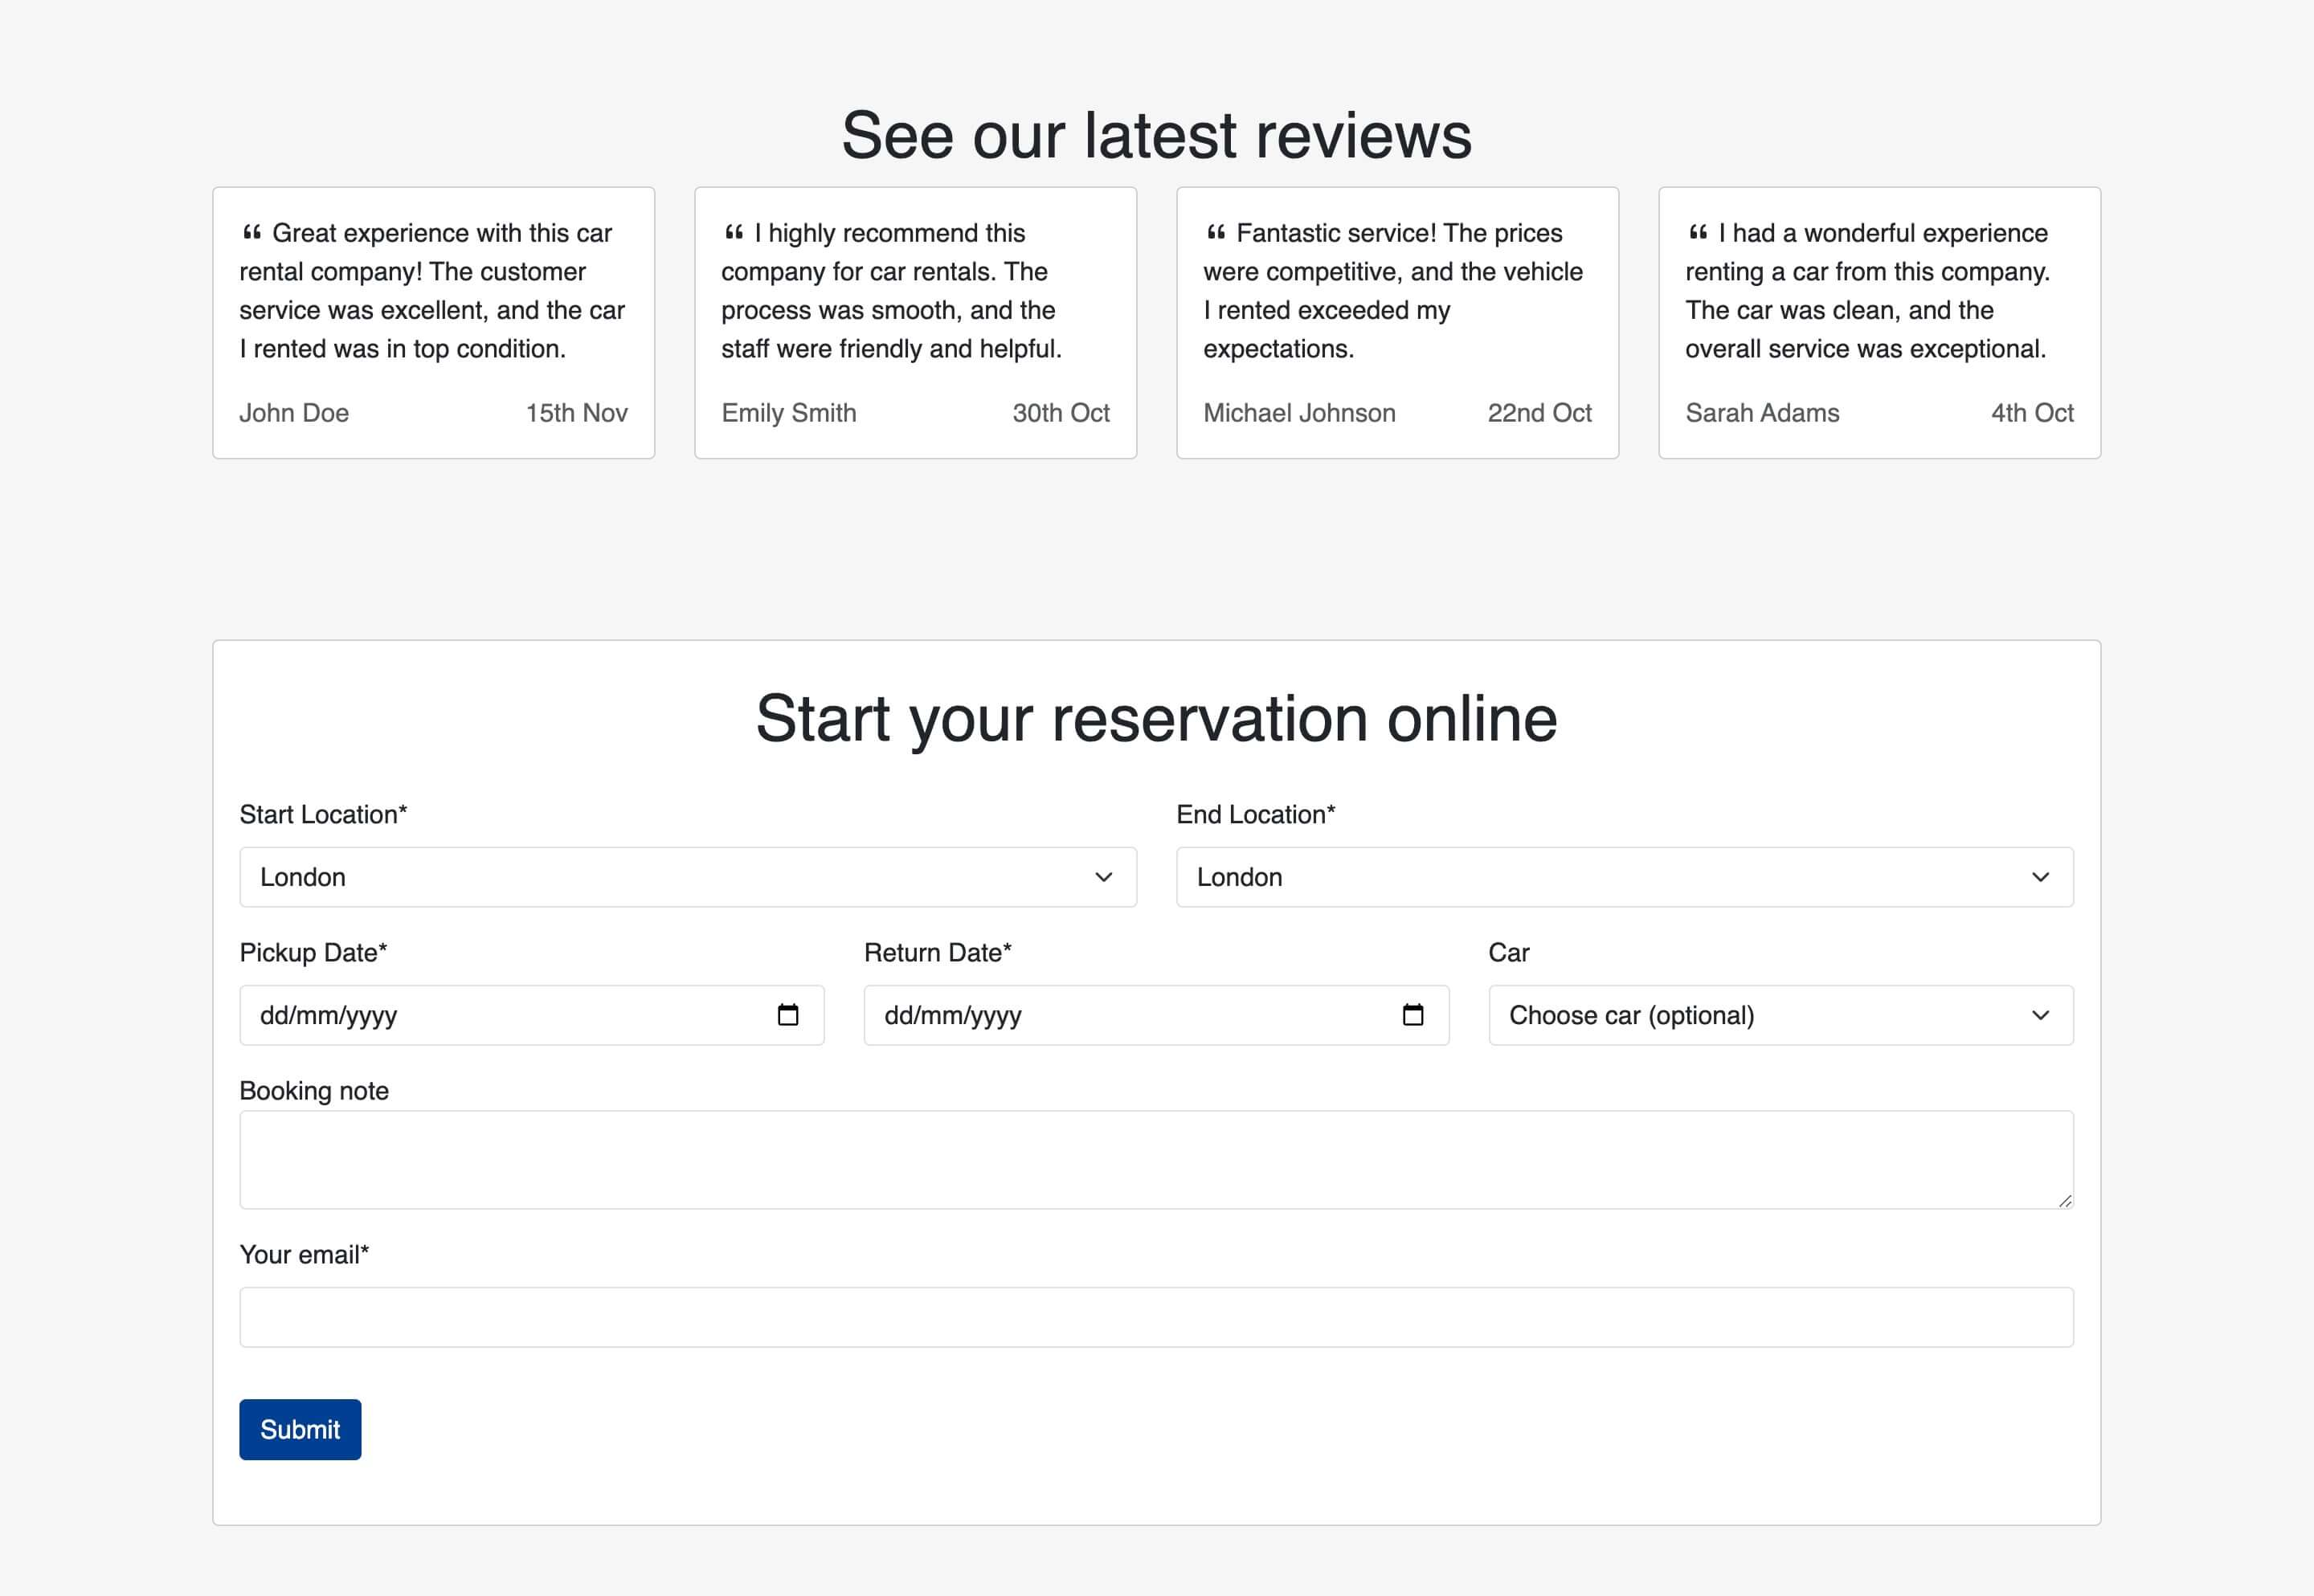 See our latest reviews
“ Great experience with this car
rental company! The customer
service was excellent, and the car
I rented was in top condition.
John Doe 15th Nov
“ I highly recommend this
company for car rentals. The
process was smooth, and the
staff were friendly and helpful.
Emily Smith 30th Oct
“ Fantastic service! The prices
were competitive, and the vehicle
I rented exceeded my
expectations.
Michael Johnson 22nd Oct
“ I had a wonderful experience
renting a car from this company.
The car was clean, and the
overall service was exceptional.
Sarah Adams 4th Oct
Start your reservation online
Start Location* End Location*
London London
Pickup Date* Return Date* Car
dd/mm/yyyy dd/mm/yyyy Choose car (optional)
Booking note
Your email*
Submit